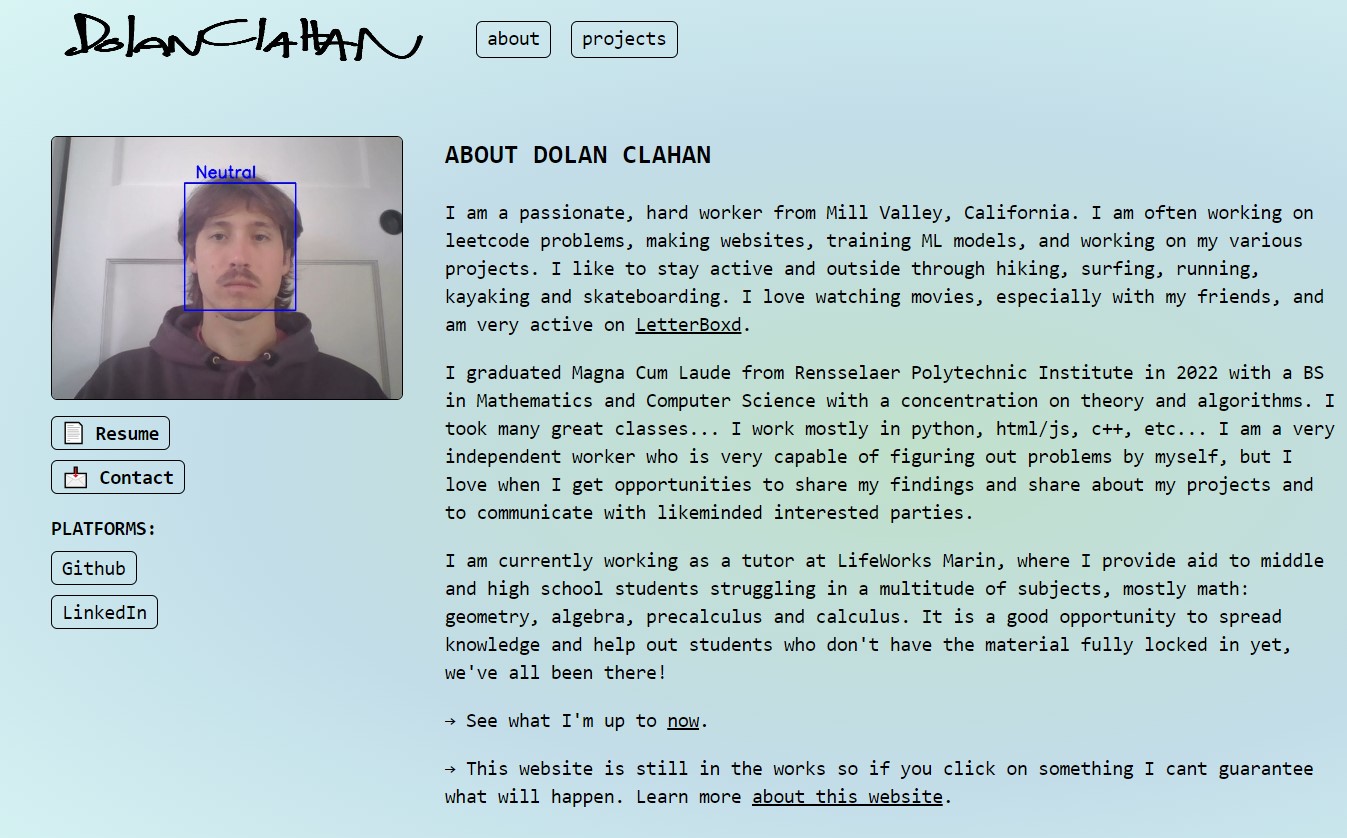 Dolan Clahan
about
projects
Neutral
Resume
Contact
PLATFORMS:
Github
LinkedIn
ABOUT DOLAN CLAHAN
I am a passionate, hard worker from Mill Valley, California. I am often working on
leetcode problems, making websites, training ML models, and working on my various
projects. I like to stay active and outside through hiking, surfing, running,
kayaking and skateboarding. I love watching movies, especially with my friends, and
am very active on LetterBoxd.
I graduated Magna Cum Laude from Rensselaer Polytechnic Institute in 2022 with a BS
in Mathematics and Computer Science with a concentration on theory and algorithms. I
took many great classes... I work mostly in python, html/js, c++, etc... I am a very
independent worker who is very capable of figuring out problems by myself, but I
love when I get opportunities to share my findings and share about my projects and
to communicate with likeminded interested parties.
I am currently working as a tutor at LifeWorks Marin, where I provide aid to middle
and high school students struggling in a multitude of subjects, mostly math:
geometry, algebra, precalculus and calculus. It is a good opportunity to spread
knowledge and help out students who don't have the material fully locked in yet,
we've all been there!
→ See what I'm up to now.
→ This website is still in the works so if you click on something I cant guarantee
what will happen. Learn more about this website.